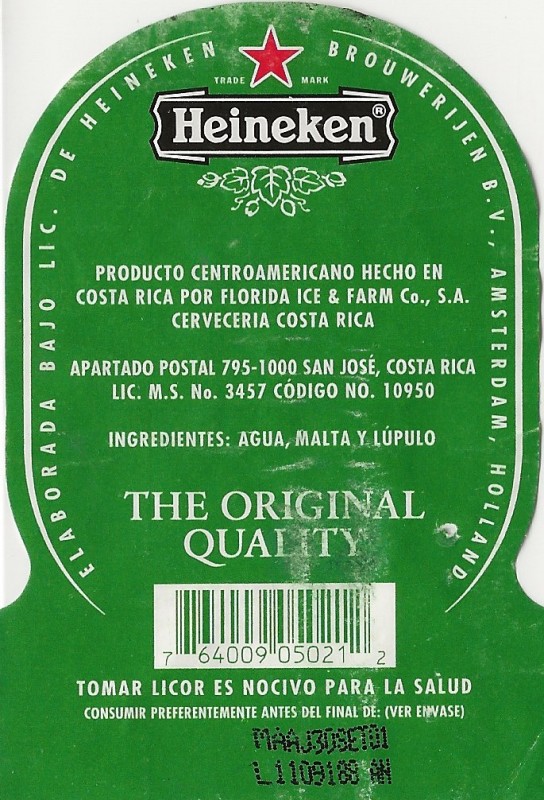 ELABORADA BAJO LIC. DE HEINEKEN BROUWERIJEN B.V., AMSTERDAM, HOLLAND
TRADE MARK
Heineken®
PRODUCTO CENTROAMERICANO HECHO EN
COSTA RICA POR FLORIDA ICE & FARM Co., S.A.
CERVECERIA COSTA RICA
APARTADO POSTAL 795-1000 SAN JOSÉ, COSTA RICA
LIC. M.S. No. 3457 CÓDIGO NO. 10950
INGREDIENTES: AGUA, MALTA Y LÚPULO
THE ORIGINAL
QUALITY
7 64009 05021 2
TOMAR LICOR ES NOCIVO PARA LA SALUD
CONSUMIR PREFERENTEMENTE ANTES DEL FINAL DE: (VER ENVASE)